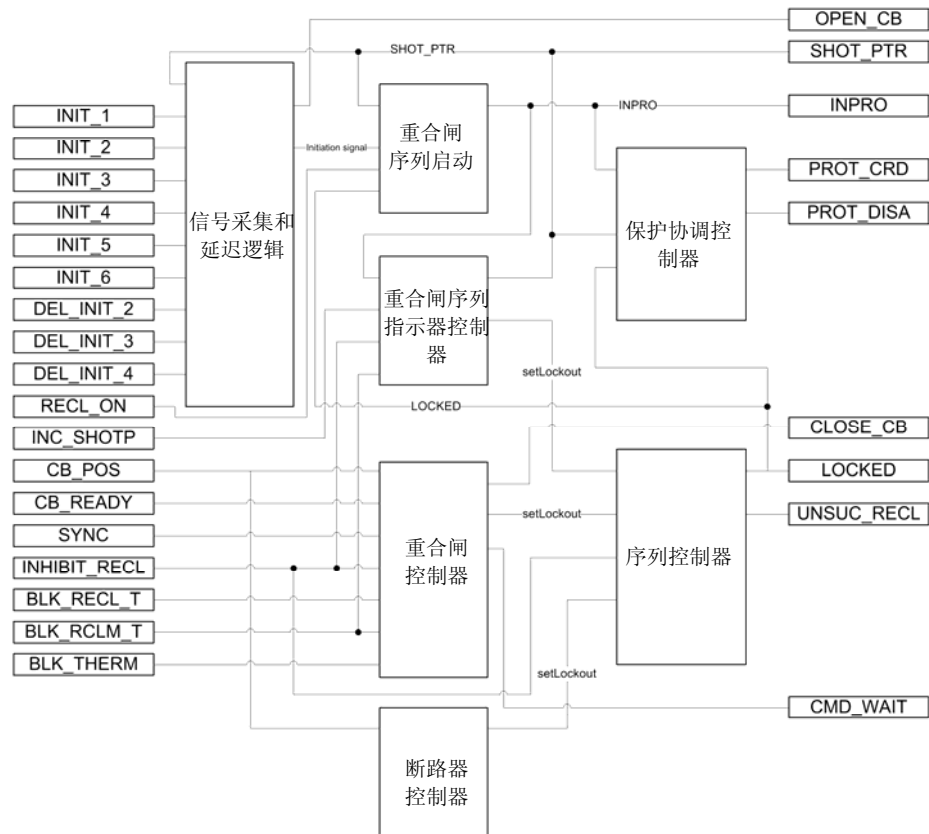 OPEN_CB
SHOT_PTR
SHOT_PTR
INIT_1
INIT_2
INIT_3
INIT_4
INIT_5
INIT_6
DEL_INIT_2
DEL_INIT_3
DEL_INIT_4
RECL_ON
INC_SHOTP
CB_POS
CB_READY
SYNC
INHIBIT_RECL
BLK_RECL_T
BLK_RCLM_T
BLK_THERM
信号采集和
延迟逻辑
Initiation signal
重合闸
序列启动
INPRO
INPRO
重合闸序列
指示器控制
器
保护协调控
制器
PROT_CRD
PROT_DISA
setLockout
LOCKED
重合闸
控制器
setLockout
序列控制器
CLOSE_CB
LOCKED
UNSUC_RECL
setLockout
CMD_WAIT
断路器
控制器